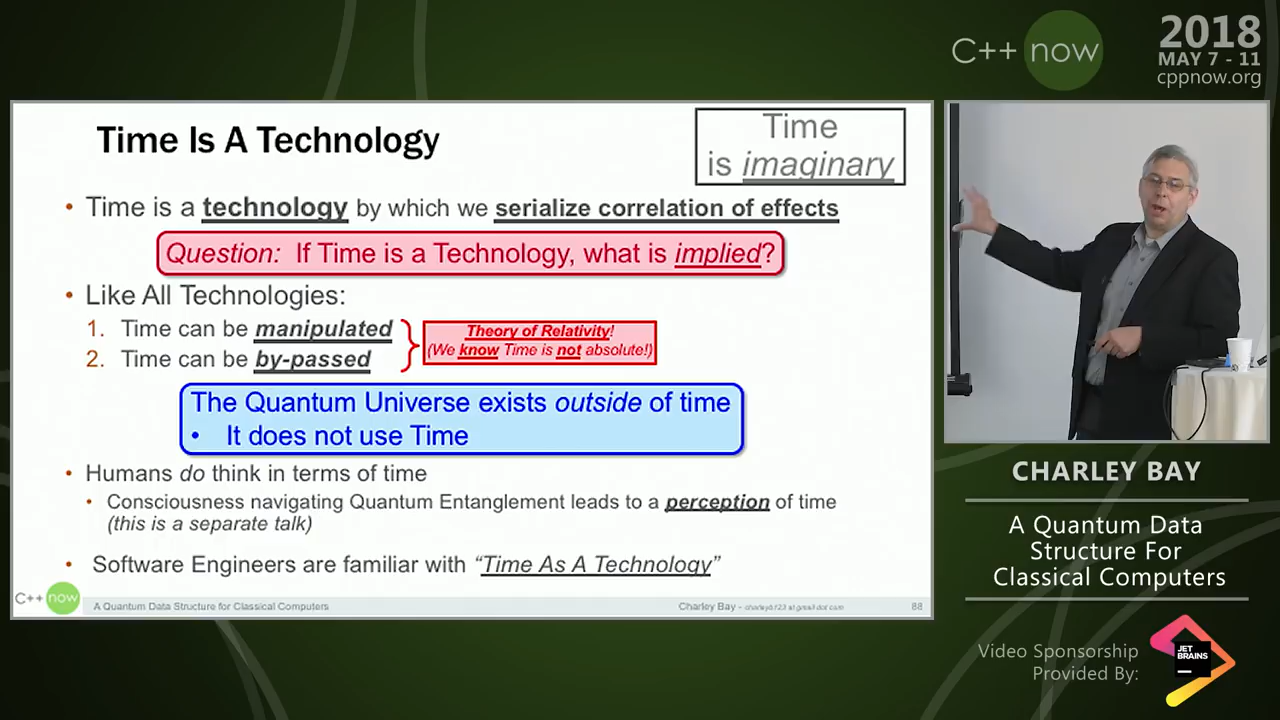 C++ now
2018
MAY 7 - 11
cppnow.org
Time Is A Technology
Time
is imaginary
• Time is a technology by which we serialize correlation of effects
Question: If Time is a Technology, what is implied?
• Like All Technologies:
1. Time can be manipulated
2. Time can be by-passed
Theory of Relativity!
(We know Time is not absolute!)
The Quantum Universe exists outside of time
• It does not use Time
• Humans do think in terms of time
• Consciousness navigating Quantum Entanglement leads to a perception of time
(this is a separate talk)
• Software Engineers are familiar with “Time As A Technology”
C++ now
A Quantum Data Structure for Classical Computers
Charley Bay - charleyb123 at gmail dot com
88
CHARLEY BAY
A Quantum Data
Structure For
Classical Computers
Video Sponsorship
Provided By:
JET
BRAINS